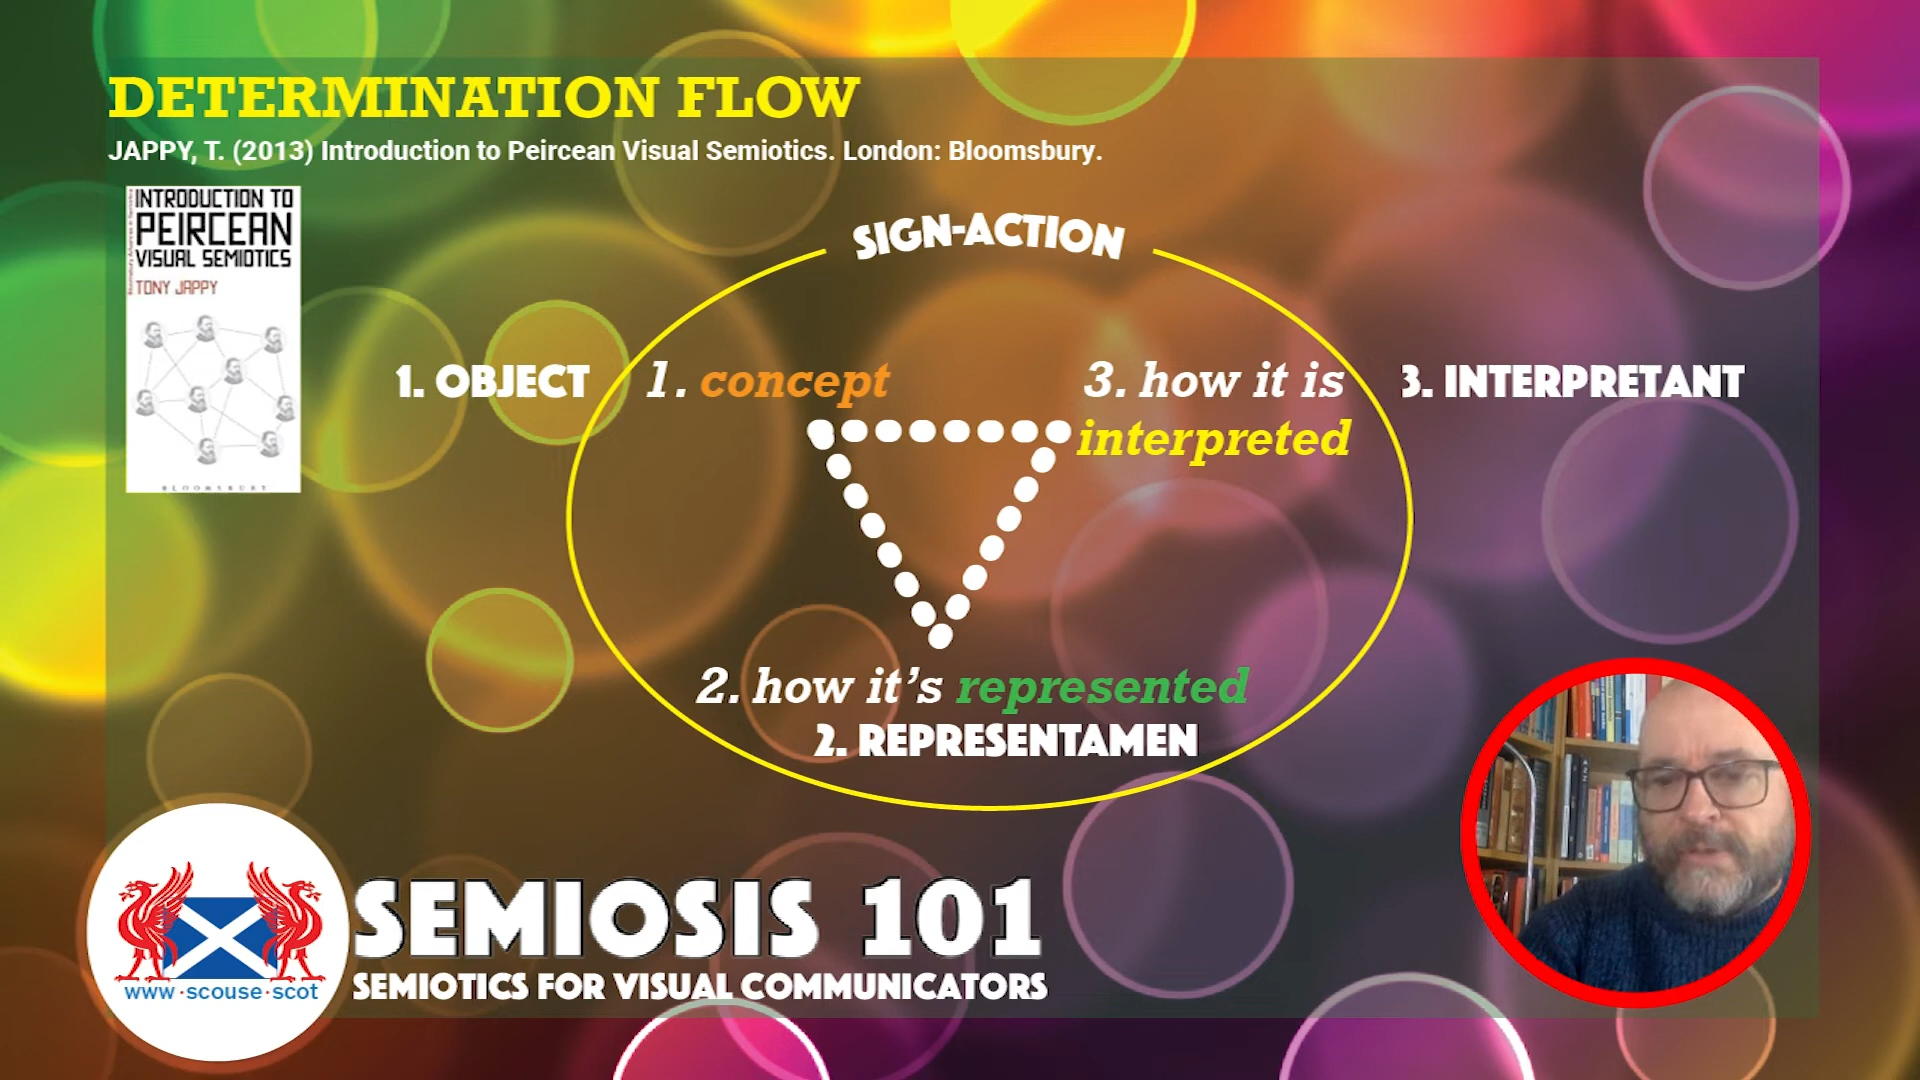 DETERMINATION FLOW
JAPPY, T. (2013) Introduction to Peircean Visual Semiotics. London: Bloomsbury.
INTRODUCTION TO
PEIRCEAN
VISUAL SEMIOTICS
TONY JAPPY
BLOOMSBURY
SIGN-ACTION
1. OBJECT
1. concept
3. how it is
interpreted
3. INTERPRETANT
2. how it's represented
2. REPRESENTAMEN
SEMIOSIS 101
SEMIOTICS FOR VISUAL COMMUNICATORS
www·scouse·scot